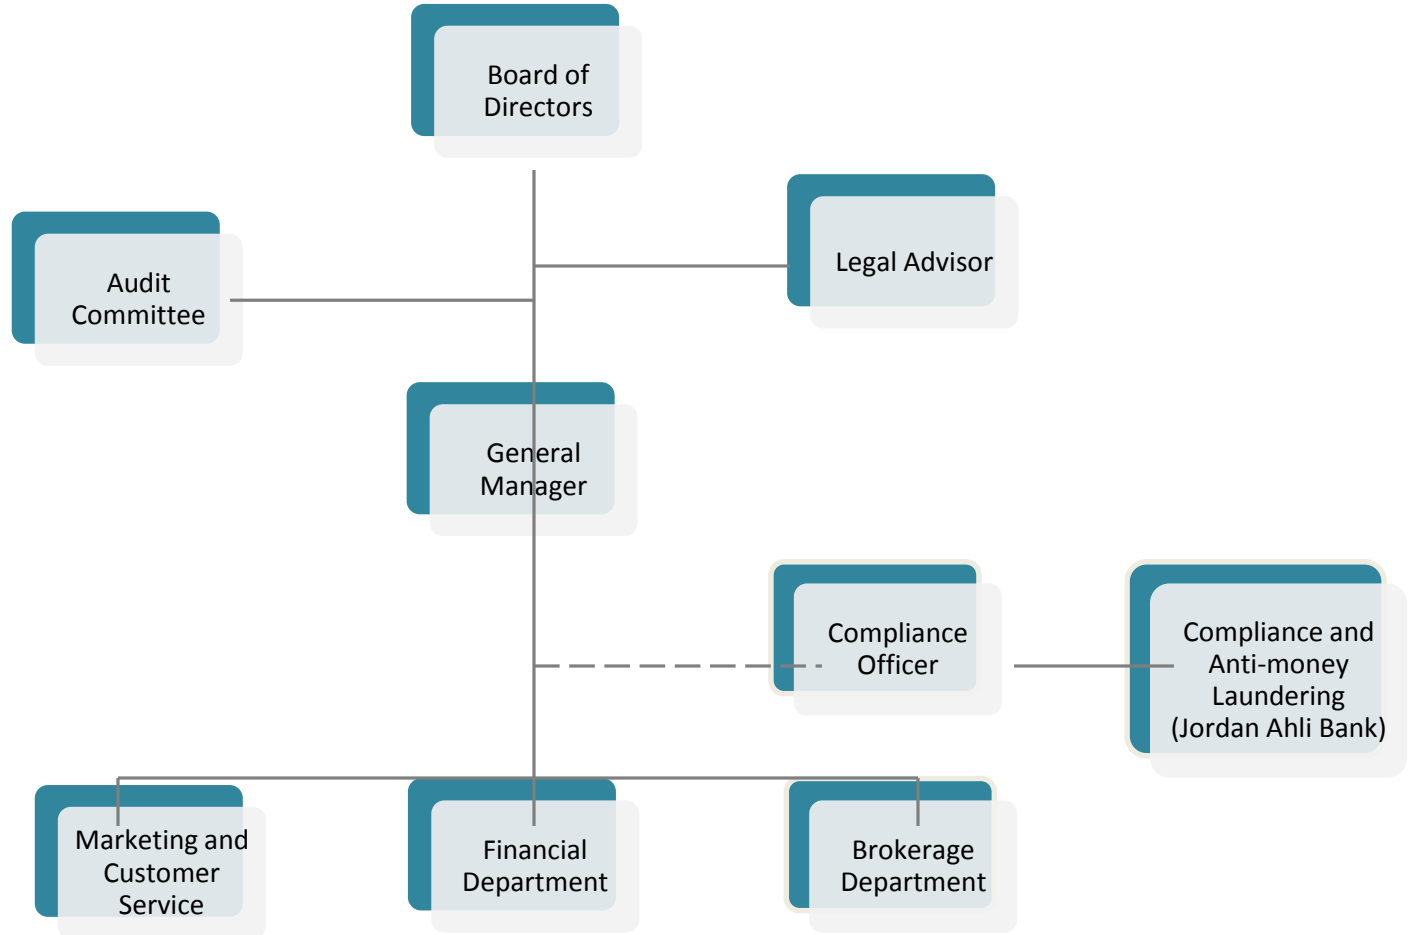 Board of
Directors
Legal Advisor
Audit
Committee
General
Manager
Compliance
Officer
Compliance and
Anti-money
Laundering
(Jordan Ahli Bank)
Marketing and
Customer
Service
Financial
Department
Brokerage
Department